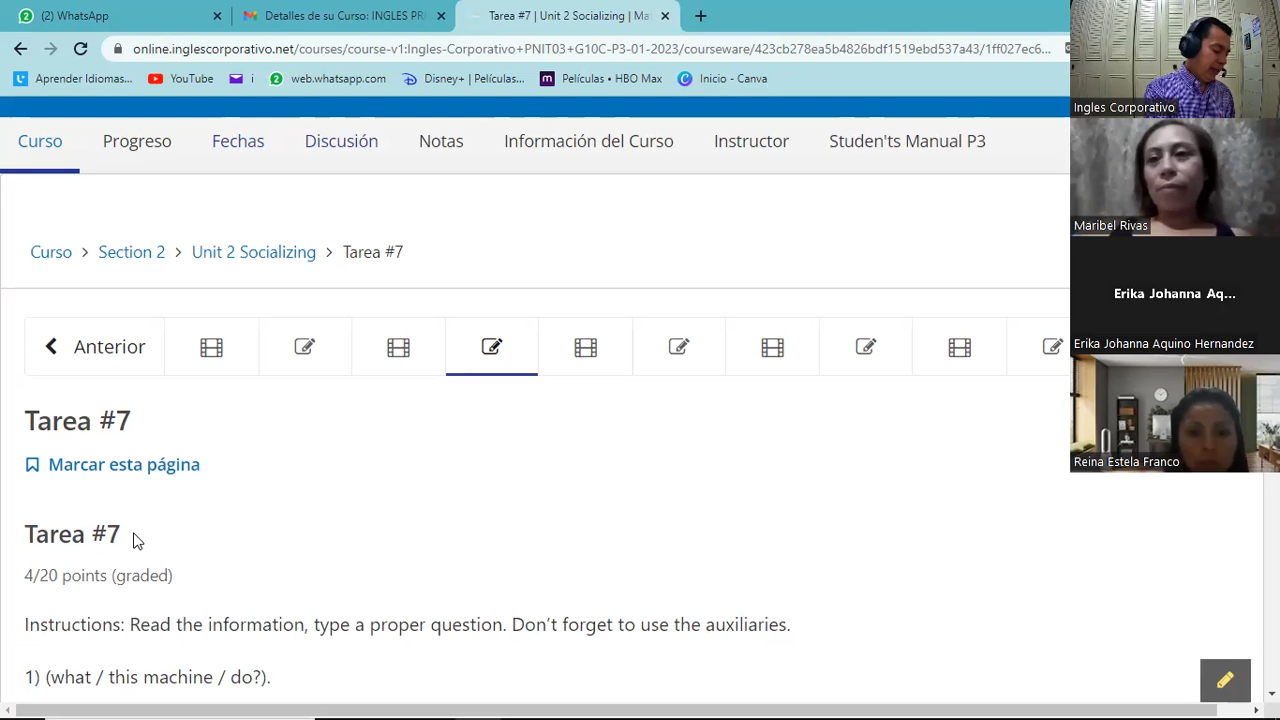 (2) WhatsApp
Detalles de su Curso: INGLES PR
Tarea #7 | Unit 2 Socializing | Ma
online.inglescorporativo.net/courses/course-v1:Ingles-Corporativo+PNIT03+G10C-P3-01-2023/courseware/423cb278ea5b4826bdf1519ebd537a43/1ff027ec6...
Aprender Idiomas...
YouTube
i
web.whatsapp.com
Disney+ | Películas...
Películas • HBO Max
Inicio - Canva
Curso
Progreso
Fechas
Discusión
Notas
Información del Curso
Instructor
Studen'ts Manual P3
Curso > Section 2 > Unit 2 Socializing > Tarea #7
Anterior
Tarea #7
Marcar esta página
Tarea #7
4/20 points (graded)
Instructions: Read the information, type a proper question. Don’t forget to use the auxiliaries.
1) (what / this machine / do?).
Ingles Corporativo
Maribel Rivas
Erika Johanna Aq...
Erika Johanna Aquino Hernandez
Reina Estela Franco